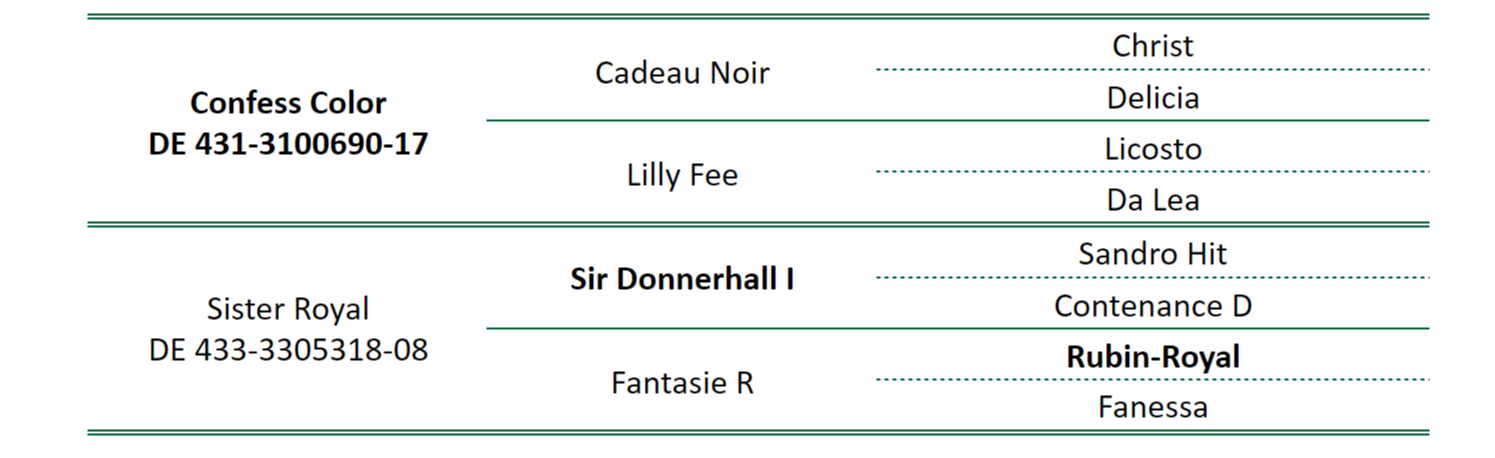 Confess Color
DE 431-3100690-17
Cadeau Noir
Christ
Delicia
Lilly Fee
Licosto
Da Lea
Sister Royal
DE 433-3305318-08
Sir Donnerhall I
Sandro Hit
Contenance D
Fantasie R
Rubin-Royal
Fanessa